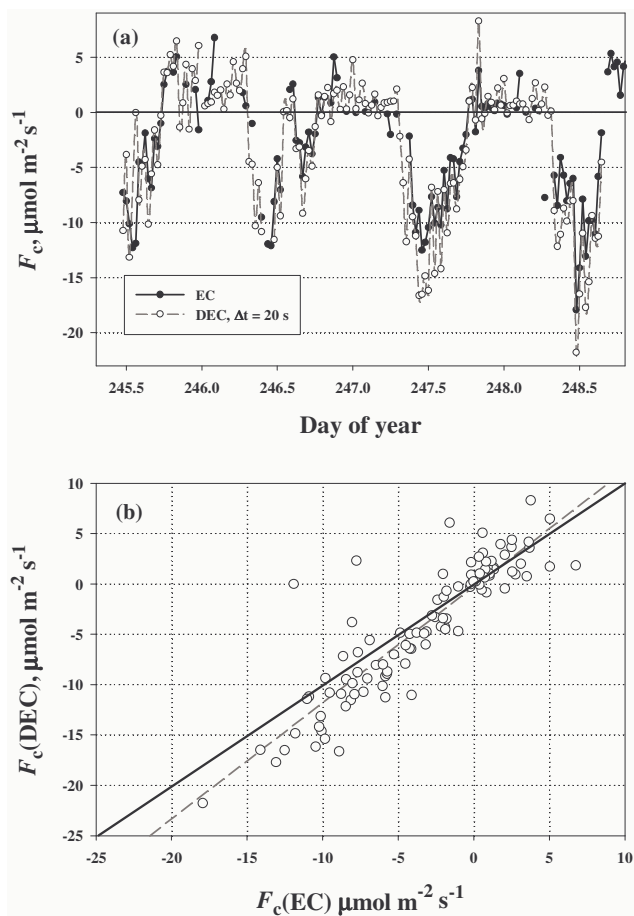 (a)
5
0
-5
-10
-15
-20
F_c, μmol m⁻² s⁻¹
EC
DEC, Δt = 20 s
245.5 246.0 246.5 247.0 247.5 248.0 248.5
Day of year
(b)
10
5
0
-5
-10
-15
-20
-25
F_c(DEC), μmol m⁻² s⁻¹
-25 -20 -15 -10 -5 0 5 10
F_c(EC) μmol m⁻² s⁻¹